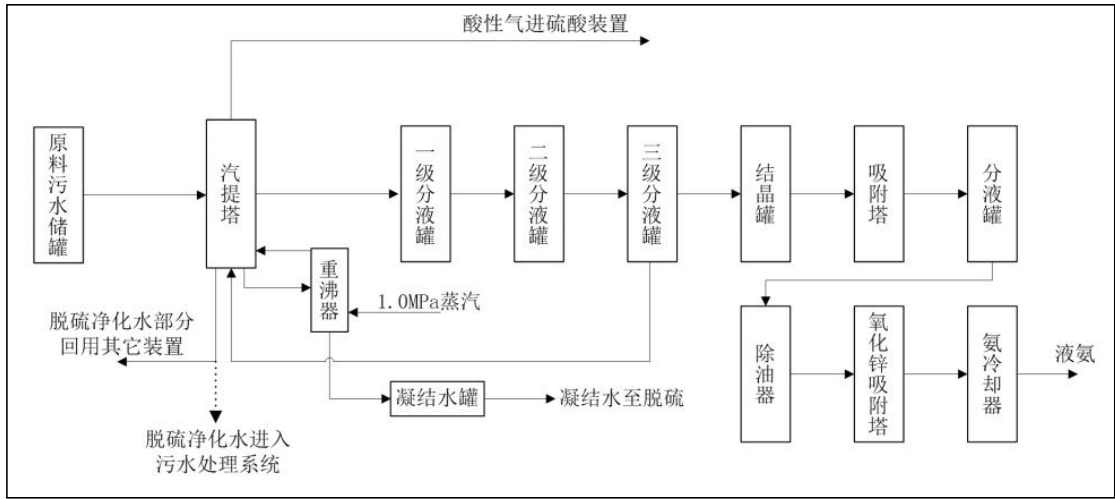 酸性气进硫酸装置
原料污水储罐
汽提塔
一级分液罐
二级分液罐
三级分液罐
结晶罐
吸附塔
分液罐
重沸器
1.0MPa蒸汽
脱硫净化水部分
回用其它装置
除油器
氧化锌吸附塔
氨冷却器
液氨
凝结水罐
凝结水至脱硫
脱硫净化水进入
污水处理系统